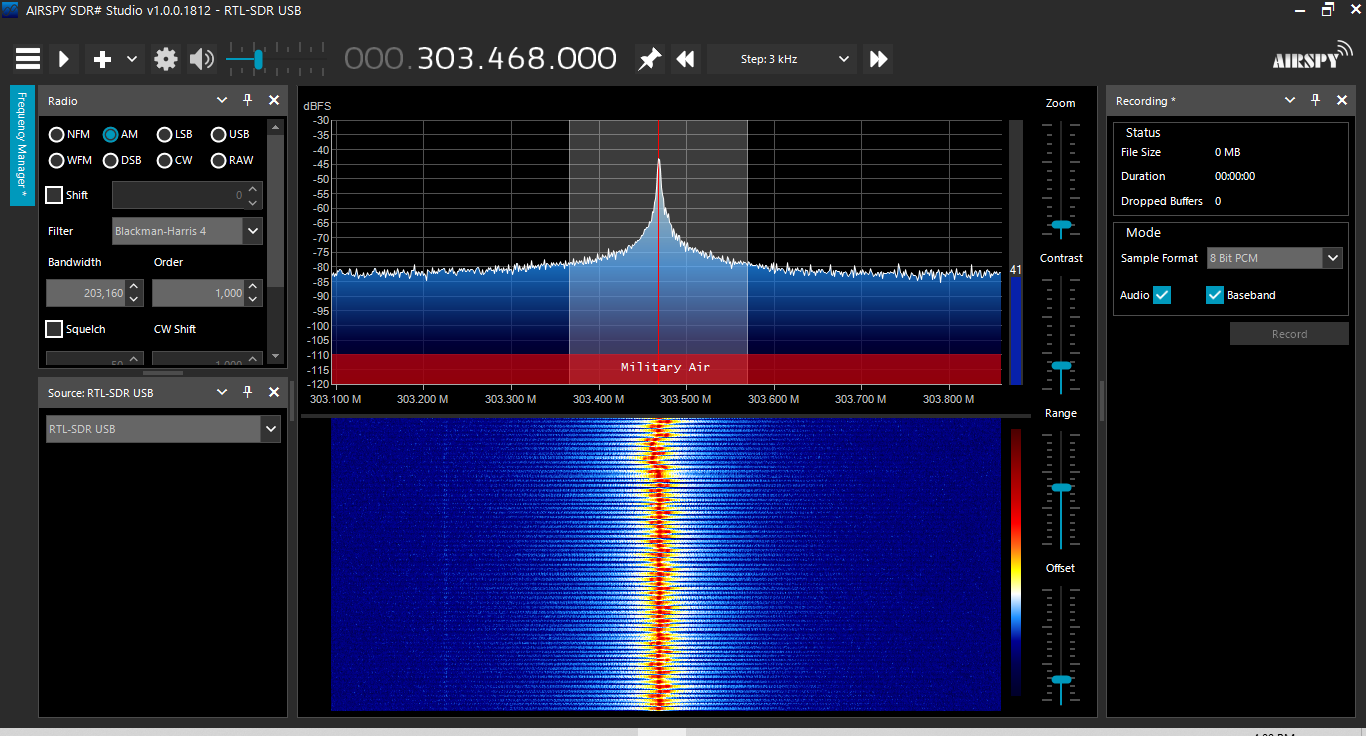 AIRSPY SDR# Studio v1.0.0.1812 - RTL-SDR USB
000.303.468.000
Step: 3 kHz
AIRSPY
Frequency Manager *
Radio
NFM AM LSB USB
WFM DSB CW RAW
Shift 0
Filter Blackman-Harris 4
Bandwidth Order
203,160 1,000
Squelch CW Shift
50 1,000
Source: RTL-SDR USB
RTL-SDR USB
dBFS
-30
-35
-40
-45
-50
-55
-60
-65
-70
-75
-80
-85
-90
-95
-100
-105
-110
-115
-120
Military Air
303.100 M 303.200 M 303.300 M 303.400 M 303.500 M 303.600 M 303.700 M 303.800 M
41
Zoom
Contrast
Range
Offset
Recording *
Status
File Size 0 MB
Duration 00:00:00
Dropped Buffers 0
Mode
Sample Format 8 Bit PCM
Audio Baseband
Record